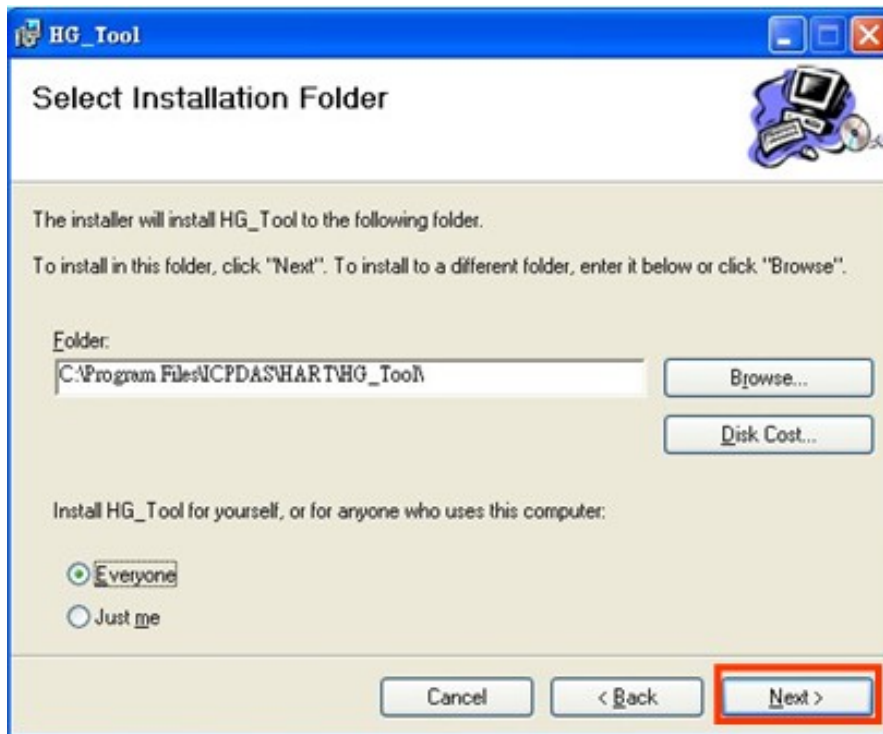 HG_Tool
Select Installation Folder
The installer will install HG_Tool to the following folder.
To install in this folder, click "Next". To install to a different folder, enter it below or click "Browse".
Folder:
C:\Program Files\ICPDAS\HART\HG_Tool\
Browse...
Disk Cost...
Install HG_Tool for yourself, or for anyone who uses this computer:
Everyone
Just me
Cancel
< Back
Next >